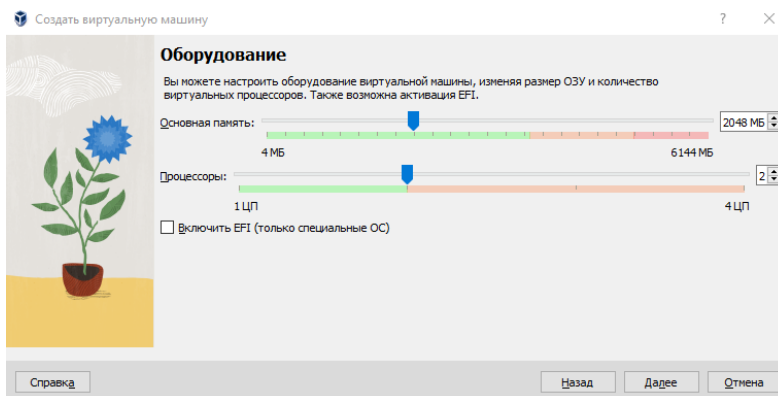 Создать виртуальную машину
Оборудование
Вы можете настроить оборудование виртуальной машины, изменяя размер ОЗУ и количество
виртуальных процессоров. Также возможна активация EFI.
Основная память:
2048 МБ
4 МБ
6144 МБ
Процессоры:
2
1 ЦП
4 ЦП
Включить EFI (только специальные ОС)
Справка
Назад
Далее
Отмена